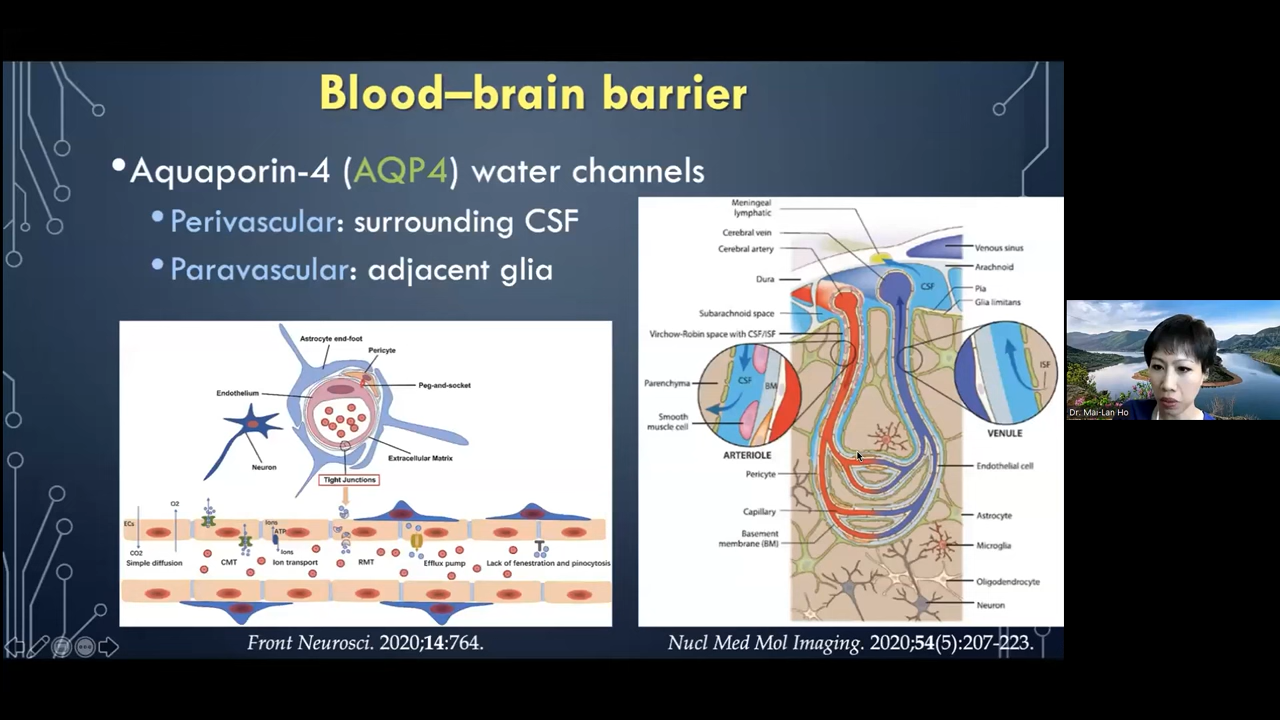 Blood–brain barrier
•Aquaporin-4 (AQP4) water channels
•Perivascular: surrounding CSF
•Paravascular: adjacent glia
Astrocyte end-foot
Pericyte
Peg-and-socket
Endothelium
Neuron
Extracellular Matrix
Tight Junctions
ECs
O2
Ions
ATP
CO2
Ions
Simple diffusion
CMT
Ion transport
RMT
Efflux pump
Lack of fenestration and pinocytosis
Front Neurosci. 2020;14:764.
Meningeal
lymphatic
Cerebral vein
Cerebral artery
Dura
Subarachnoid space
Virchow-Robin space with CSF/ISF
Parenchyma
Smooth
muscle cell
CSF
BM
ARTERIOLE
Pericyte
Capillary
Basement
membrane (BM)
CSF
Venous sinus
Arachnoid
Pia
Glia limitans
ISF
VENULE
Endothelial cell
Astrocyte
Microglia
Oligodendrocyte
Neuron
Nucl Med Mol Imaging. 2020;54(5):207-223.
Dr. Mai-Lan Ho